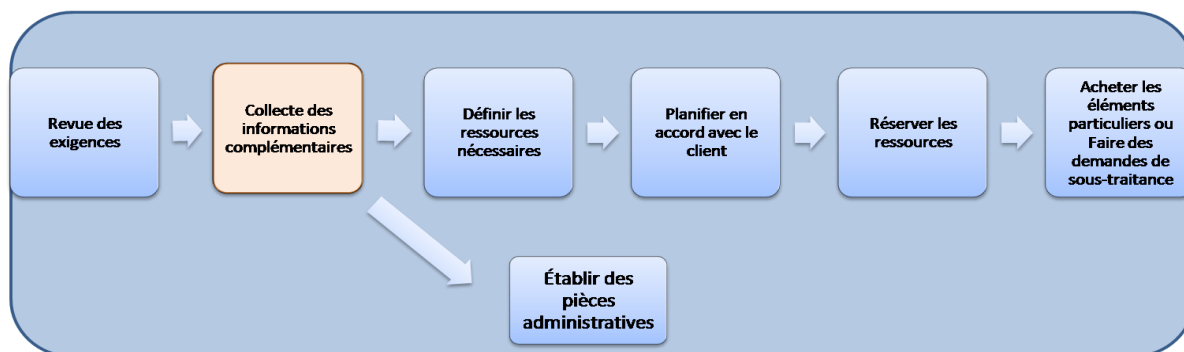 Revue des
exigences
Collecte des
informations
complémentaires
Définir les
ressources
nécessaires
Planifier en
accord avec le
client
Réserver les
ressources
Acheter les
éléments
particuliers ou
Faire des
demandes de
sous-traitance
Établir des
pièces
administratives